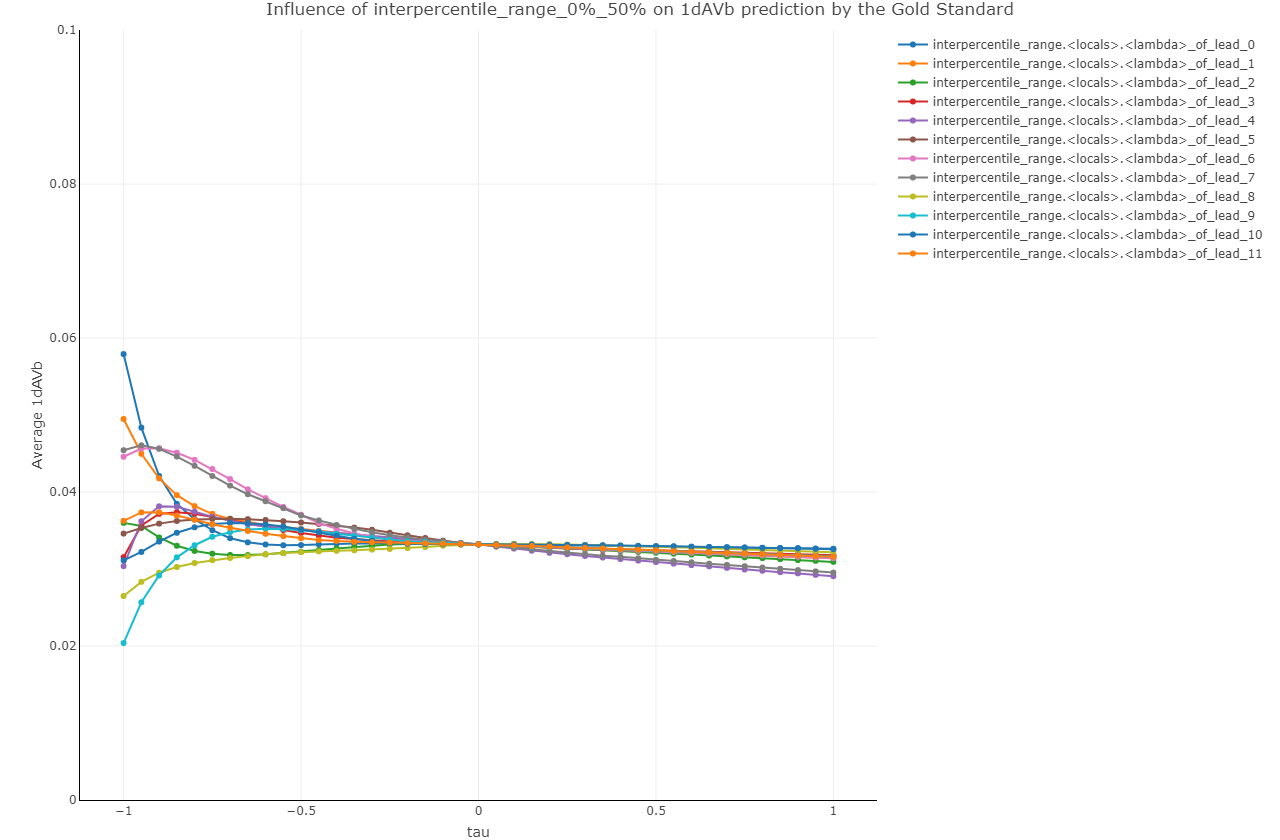 Influence of interpercentile_range_0%_50% on 1dAVb prediction by the Gold Standard
0.1
0.08
0.06
0.04
0.02
0
Average 1dAVb
−1
−0.5
0
0.5
1
tau
interpercentile_range.<locals>.<lambda>_of_lead_0
interpercentile_range.<locals>.<lambda>_of_lead_1
interpercentile_range.<locals>.<lambda>_of_lead_2
interpercentile_range.<locals>.<lambda>_of_lead_3
interpercentile_range.<locals>.<lambda>_of_lead_4
interpercentile_range.<locals>.<lambda>_of_lead_5
interpercentile_range.<locals>.<lambda>_of_lead_6
interpercentile_range.<locals>.<lambda>_of_lead_7
interpercentile_range.<locals>.<lambda>_of_lead_8
interpercentile_range.<locals>.<lambda>_of_lead_9
interpercentile_range.<locals>.<lambda>_of_lead_10
interpercentile_range.<locals>.<lambda>_of_lead_11